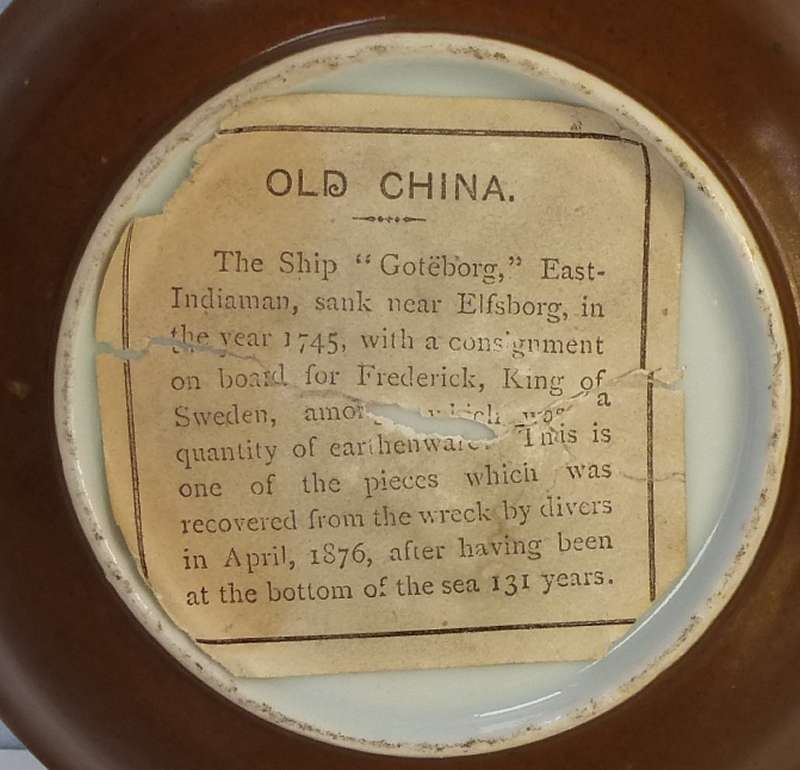 OLD CHINA.
The Ship “Gotëborg,” East-
Indiaman, sank near Elfsborg, in
the year 1745, with a consignment
on board for Frederick, King of
Sweden, a
quantity of earthenware. This is
one of the pieces which was
recovered from the wreck by divers
in April, 1876, after having been
at the bottom of the sea 131 years.